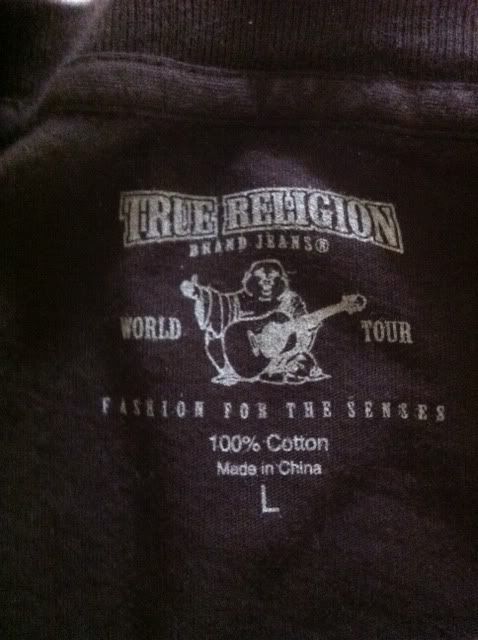 TRUE RELIGION
BRAND JEANS®
WORLD TOUR
FASHION FOR THE SENSES
100% Cotton
Made in China
L